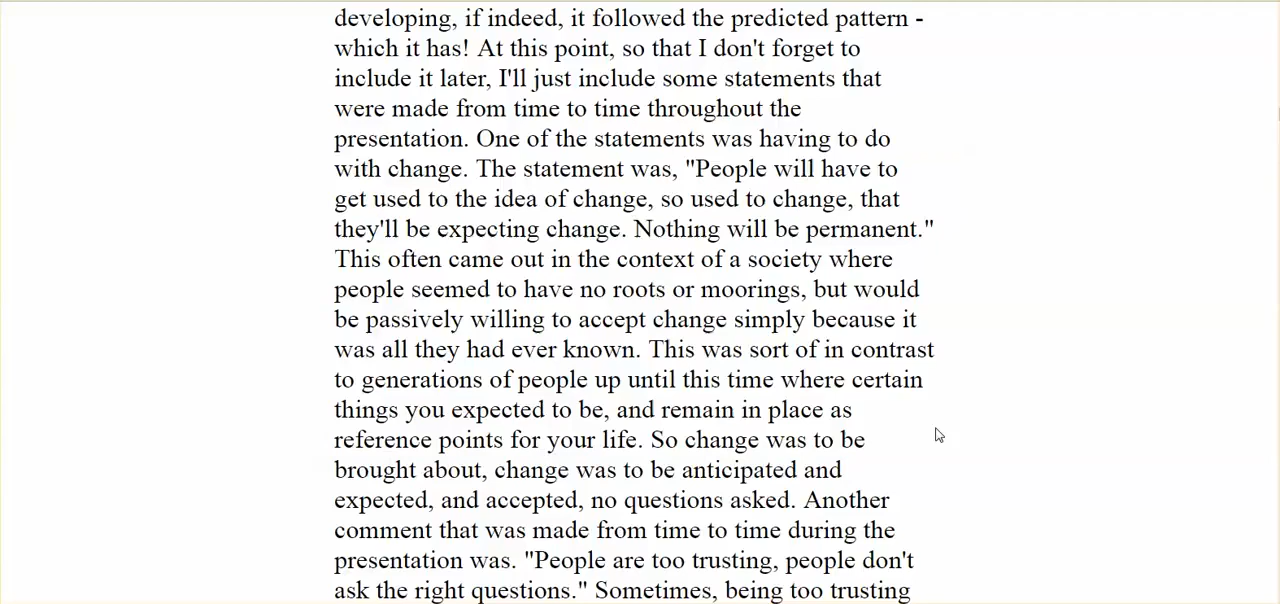 developing, if indeed, it followed the predicted pattern -
which it has! At this point, so that I don't forget to
include it later, I'll just include some statements that
were made from time to time throughout the
presentation. One of the statements was having to do
with change. The statement was, "People will have to
get used to the idea of change, so used to change, that
they'll be expecting change. Nothing will be permanent."
This often came out in the context of a society where
people seemed to have no roots or moorings, but would
be passively willing to accept change simply because it
was all they had ever known. This was sort of in contrast
to generations of people up until this time where certain
things you expected to be, and remain in place as
reference points for your life. So change was to be
brought about, change was to be anticipated and
expected, and accepted, no questions asked. Another
comment that was made from time to time during the
presentation was. "People are too trusting, people don't
ask the right questions." Sometimes, being too trusting